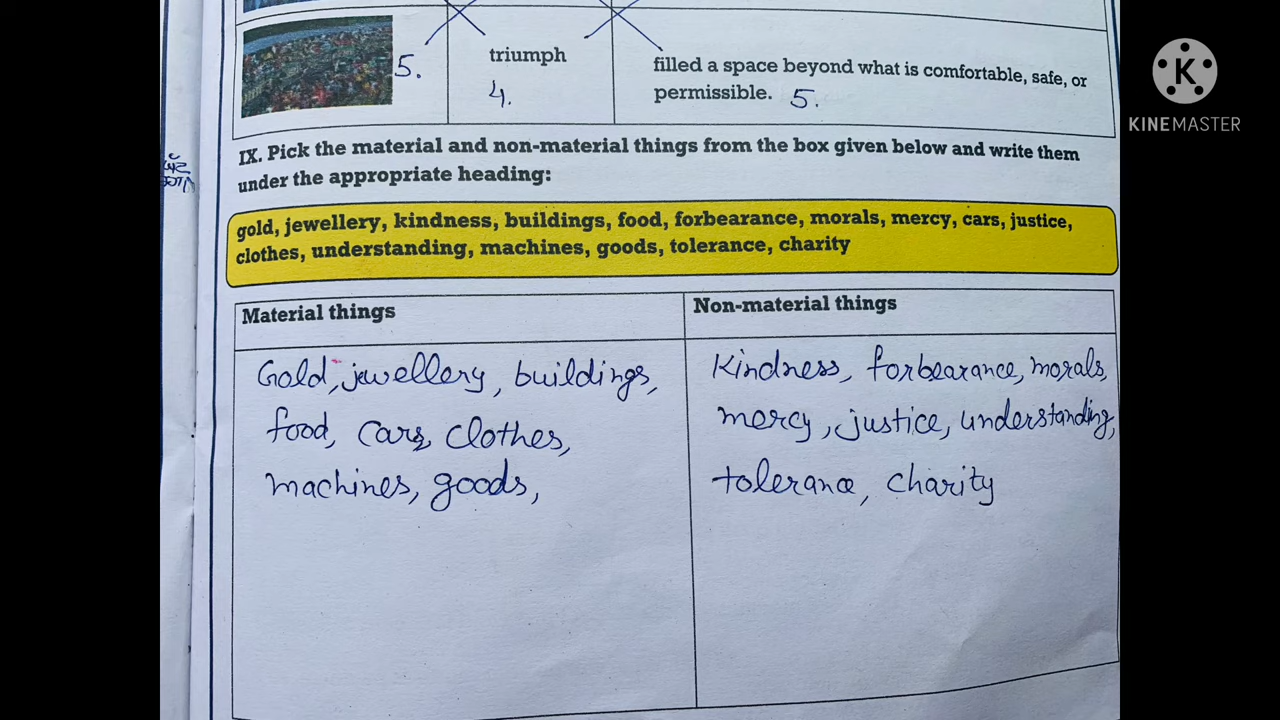 5.
triumph
4.
filled a space beyond what is comfortable, safe, or
permissible. 5.
KINEMASTER
IX. Pick the material and non-material things from the box given below and write them
under the appropriate heading:
gold, jewellery, kindness, buildings, food, forbearance, morals, mercy, cars, justice,
clothes, understanding, machines, goods, tolerance, charity
Material things
Gold, jewellery, buildings,
food, cars, clothes,
machines, goods,
Non-material things
Kindness, forbearance, morals,
mercy, justice, understanding,
tolerance, charity